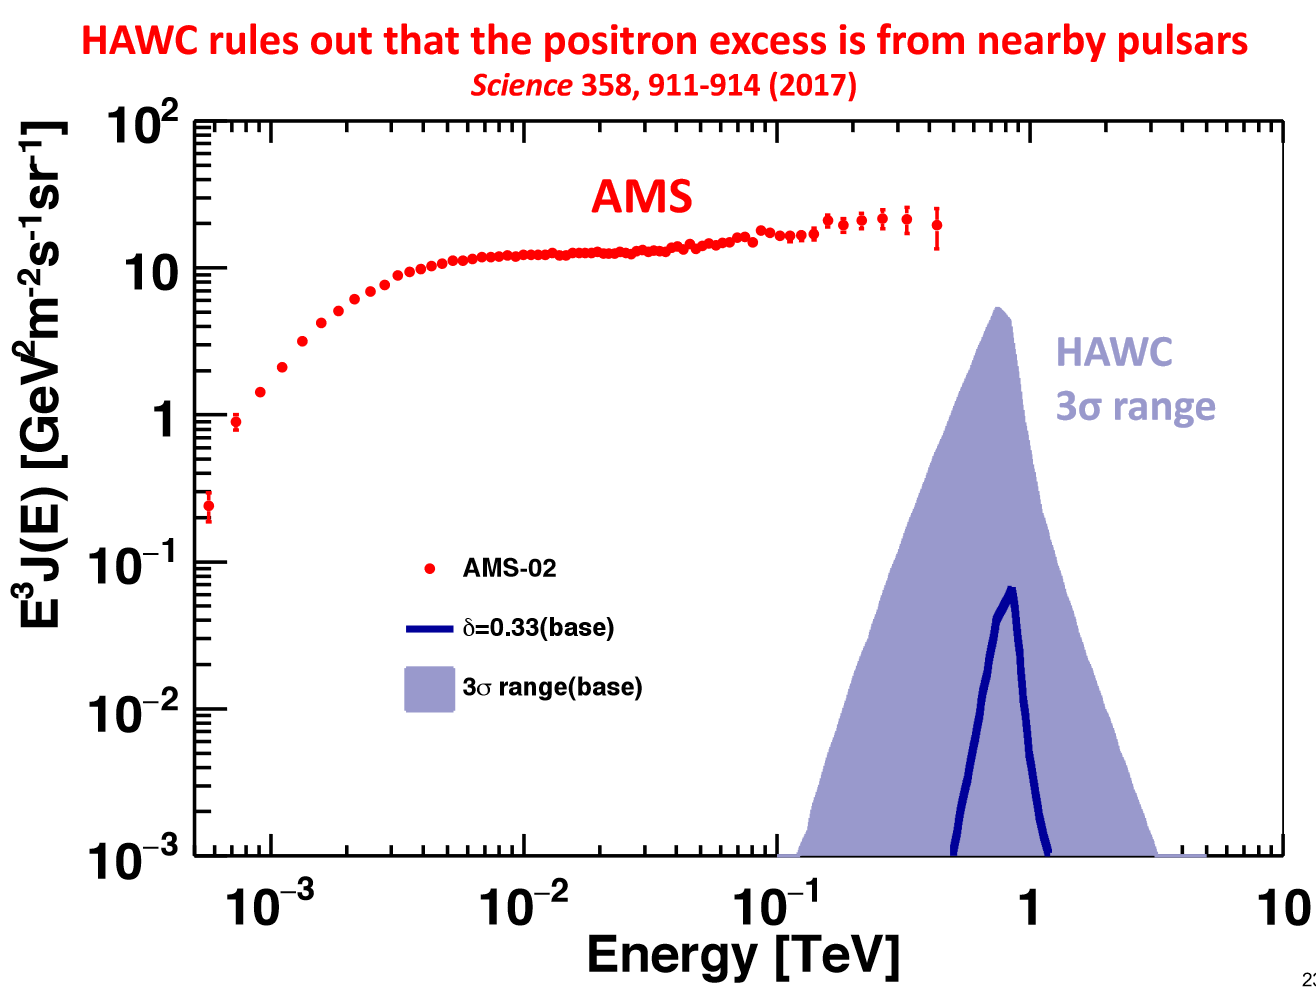 HAWC rules out that the positron excess is from nearby pulsars
Science 358, 911-914 (2017)
E³J(E) [GeV²m⁻²s⁻¹sr⁻¹]
10²
10
1
10⁻¹
10⁻²
10⁻³
AMS
HAWC
3σ range
AMS-02
δ=0.33(base)
3σ range(base)
10⁻³ 10⁻² 10⁻¹ 1 10
Energy [TeV]